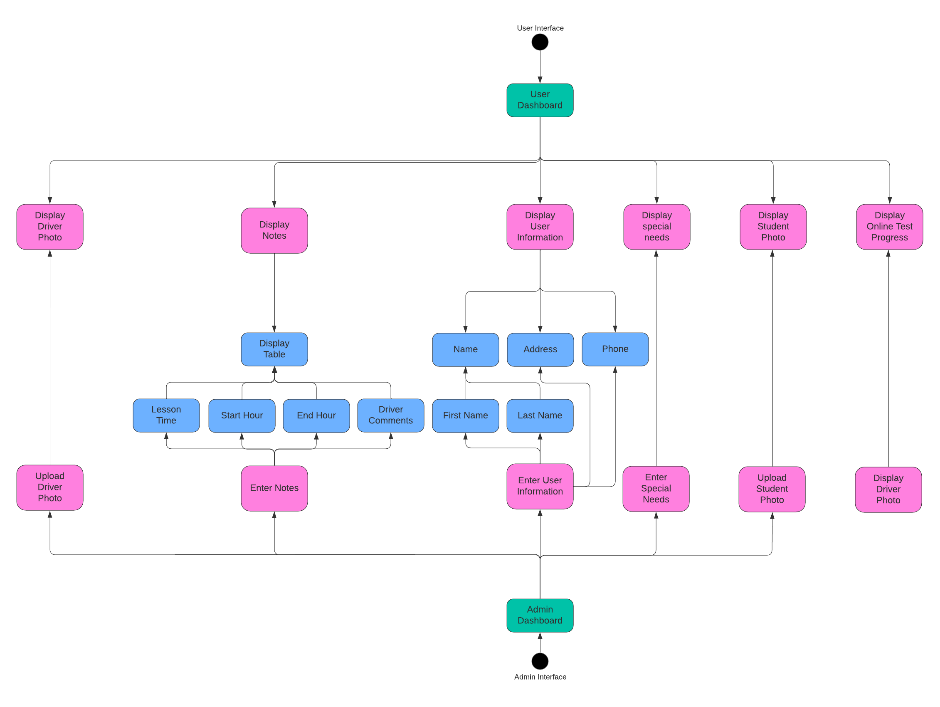 User Interface
User
Dashboard
Display
Driver
Photo
Display
Notes
Display
User
Information
Display
special
needs
Display
Student
Photo
Display
Online Test
Progress
Display
Table
Name
Address
Phone
Lesson
Time
Start Hour
End Hour
Driver
Comments
First Name
Last Name
Upload
Driver
Photo
Enter Notes
Enter User
Information
Enter
Special
Needs
Upload
Student
Photo
Display
Driver
Photo
Admin
Dashboard
Admin Interface